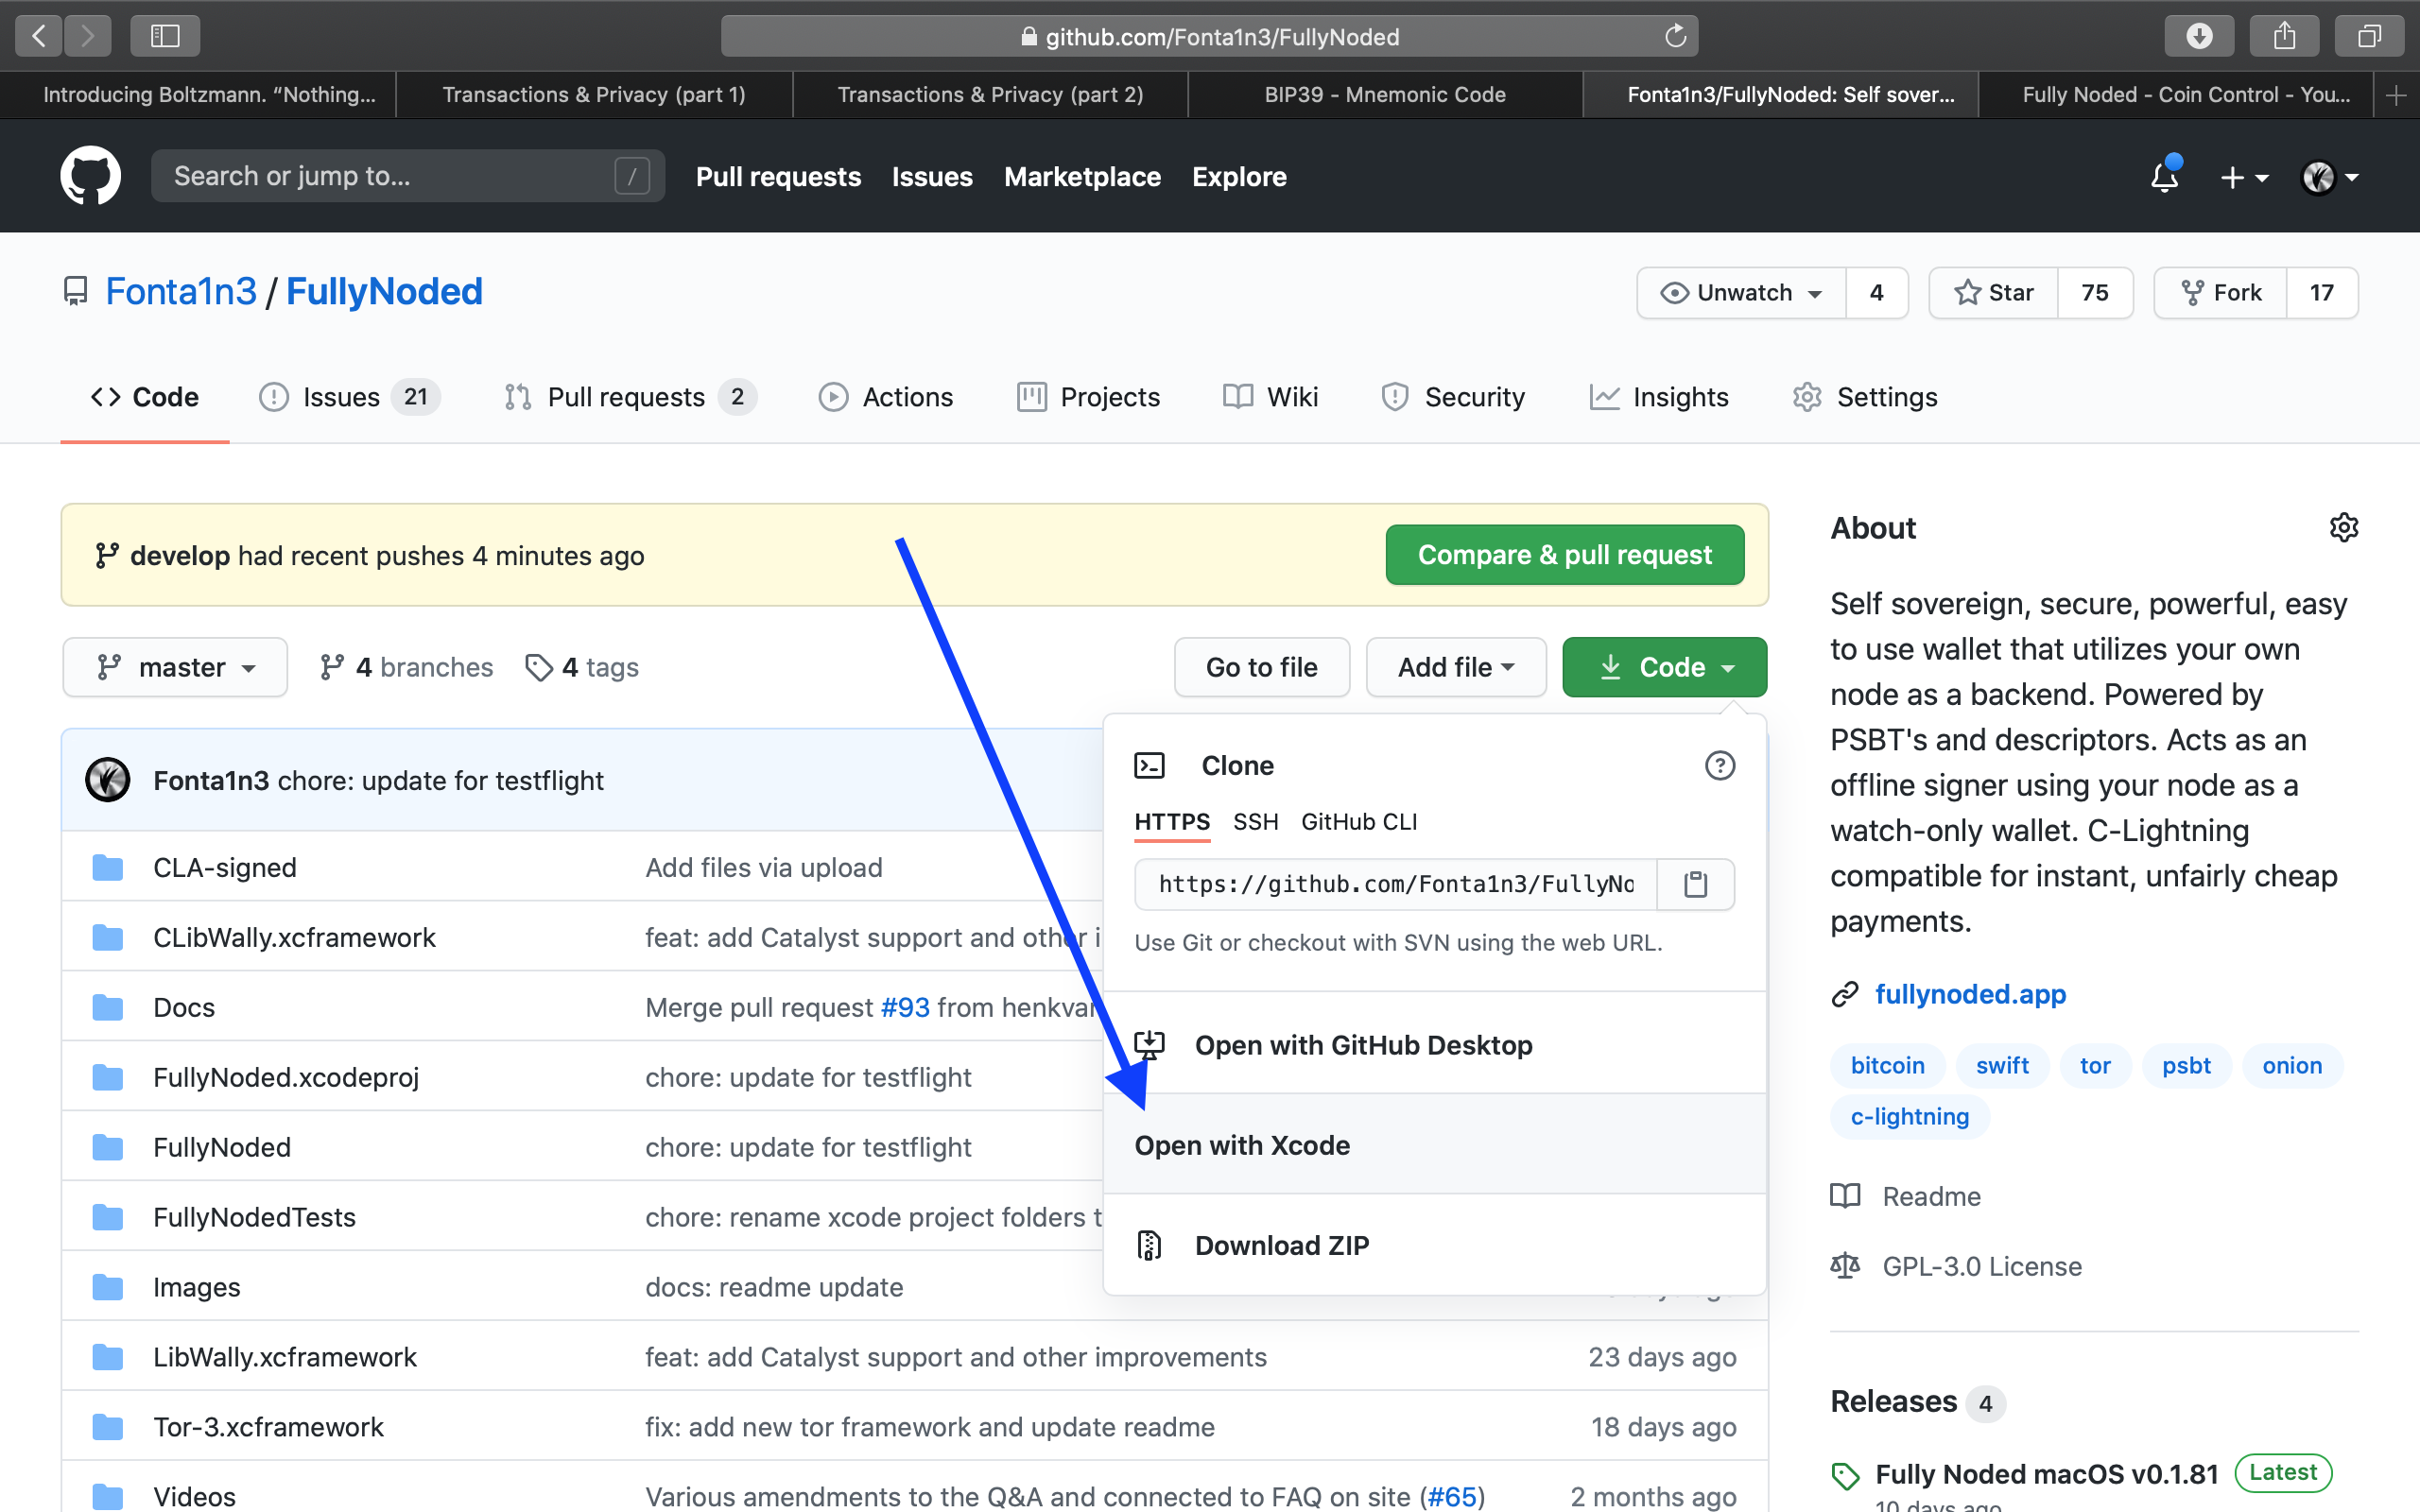 github.com/Fonta1n3/FullyNoded
Introducing Boltzmann. “Nothing...
Transactions & Privacy (part 1)
Transactions & Privacy (part 2)
BIP39 - Mnemonic Code
Fonta1n3/FullyNoded: Self sover...
Fully Noded - Coin Control - You...
Search or jump to... /
Pull requests
Issues
Marketplace
Explore
Fonta1n3 / FullyNoded
Unwatch 4
Star 75
Fork 17
Code
Issues 21
Pull requests 2
Actions
Projects
Wiki
Security
Insights
Settings
develop had recent pushes 4 minutes ago
Compare & pull request
master
4 branches
4 tags
Go to file
Add file
Code
Fonta1n3 chore: update for testflight
CLA-signed Add files via upload
CLibWally.xcframework feat: add Catalyst support and other i
Docs Merge pull request #93 from henkvan
FullyNoded.xcodeproj chore: update for testflight
FullyNoded chore: update for testflight
FullyNodedTests chore: rename xcode project folders t
Images docs: readme update
LibWally.xcframework feat: add Catalyst support and other improvements 23 days ago
Tor-3.xcframework fix: add new tor framework and update readme 18 days ago
Videos Various amendments to the Q&A and connected to FAQ on site (#65) 2 months ago
Clone
HTTPS SSH GitHub CLI
https://github.com/Fonta1n3/FullyNo
Use Git or checkout with SVN using the web URL.
Open with GitHub Desktop
Open with Xcode
Download ZIP
About
Self sovereign, secure, powerful, easy
to use wallet that utilizes your own
node as a backend. Powered by
PSBT's and descriptors. Acts as an
offline signer using your node as a
watch-only wallet. C-Lightning
compatible for instant, unfairly cheap
payments.
fullynoded.app
bitcoin swift tor psbt onion
c-lightning
Readme
GPL-3.0 License
Releases 4
Fully Noded macOS v0.1.81 Latest
10 days ago